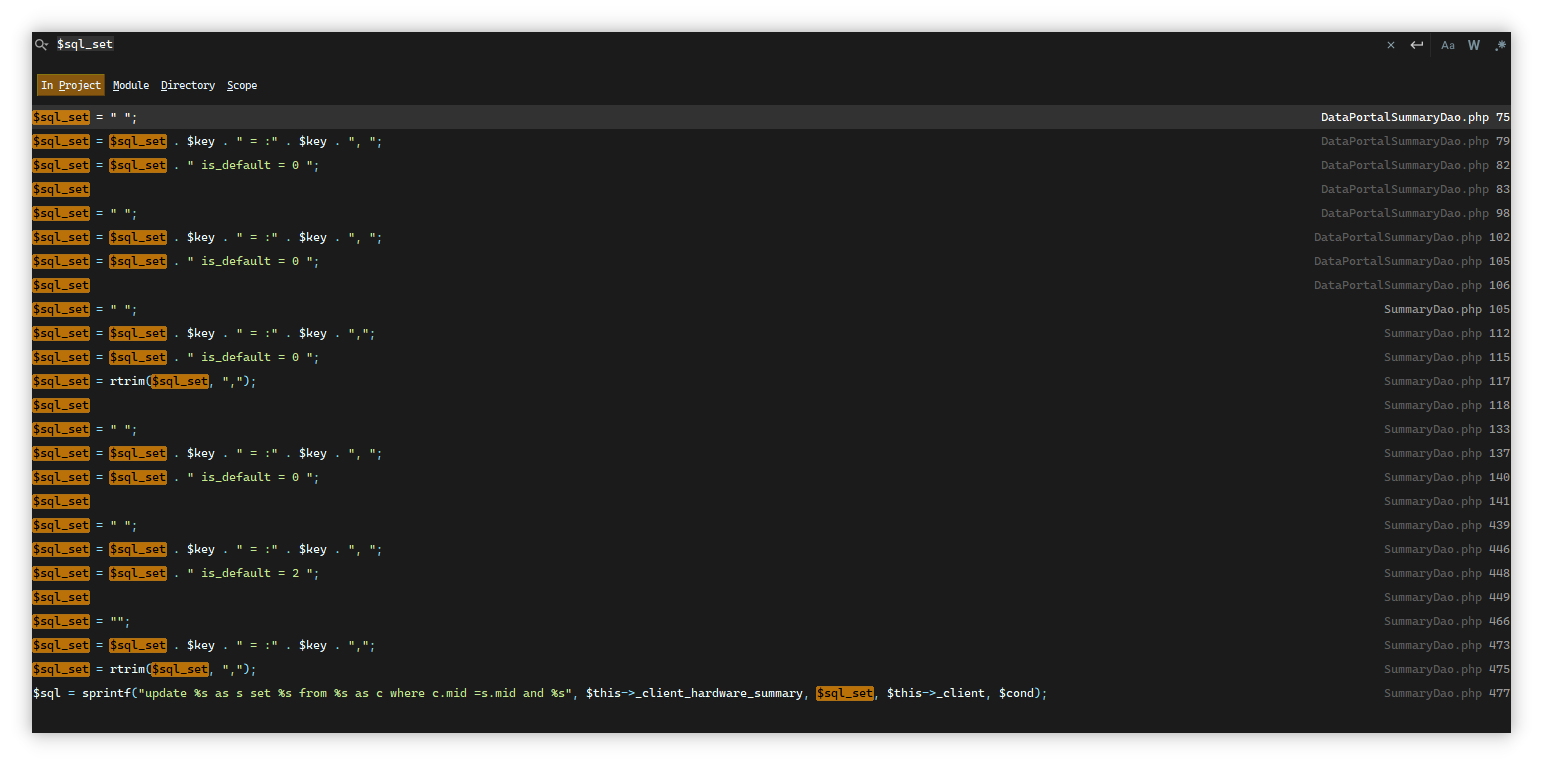 $sql_set
Aa W .*
In Project Module Directory Scope
$sql_set = " "; DataPortalSummaryDao.php 75
$sql_set = $sql_set . $key . " = :" . $key . ", "; DataPortalSummaryDao.php 79
$sql_set = $sql_set . " is_default = 0 "; DataPortalSummaryDao.php 82
$sql_set DataPortalSummaryDao.php 83
$sql_set = " "; DataPortalSummaryDao.php 98
$sql_set = $sql_set . $key . " = :" . $key . ", "; DataPortalSummaryDao.php 102
$sql_set = $sql_set . " is_default = 0 "; DataPortalSummaryDao.php 105
$sql_set DataPortalSummaryDao.php 106
$sql_set = " "; SummaryDao.php 105
$sql_set = $sql_set . $key . " = :" . $key . ","; SummaryDao.php 112
$sql_set = $sql_set . " is_default = 0 "; SummaryDao.php 115
$sql_set = rtrim($sql_set, ","); SummaryDao.php 117
$sql_set SummaryDao.php 118
$sql_set = " "; SummaryDao.php 133
$sql_set = $sql_set . $key . " = :" . $key . ", "; SummaryDao.php 137
$sql_set = $sql_set . " is_default = 0 "; SummaryDao.php 140
$sql_set SummaryDao.php 141
$sql_set = " "; SummaryDao.php 439
$sql_set = $sql_set . $key . " = :" . $key . ", "; SummaryDao.php 446
$sql_set = $sql_set . " is_default = 2 "; SummaryDao.php 448
$sql_set SummaryDao.php 449
$sql_set = ""; SummaryDao.php 466
$sql_set = $sql_set . $key . " = :" . $key . ","; SummaryDao.php 473
$sql_set = rtrim($sql_set, ","); SummaryDao.php 475
$sql = sprintf("update %s as s set %s from %s as c where c.mid =s.mid and %s", $this->_client_hardware_summary, $sql_set, $this->_client, $cond); SummaryDao.php 477